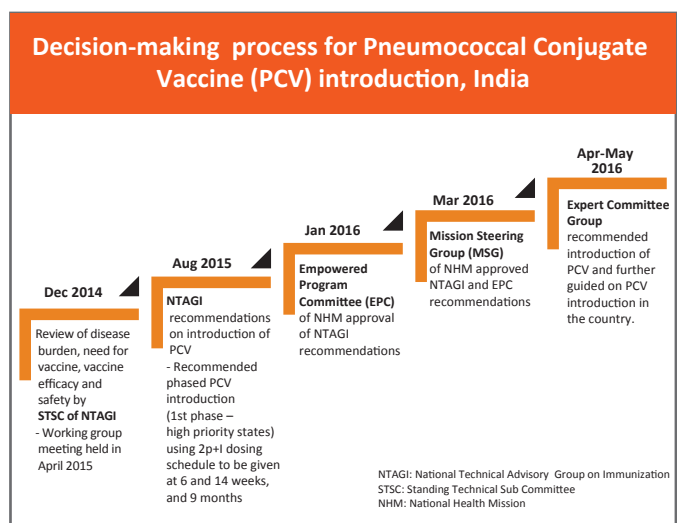 Decision-making process for Pneumococcal Conjugate
Vaccine (PCV) introduction, India
Dec 2014
Review of disease
burden, need for
vaccine, vaccine
efficacy and
safety by
STSC of NTAGI
- Working group
meeting held in
April 2015
Aug 2015
NTAGI
recommendations
on introduction of
PCV
- Recommended
phased PCV
introduction
(1st phase –
high priority states)
using 2p+I dosing
schedule to be given
at 6 and 14 weeks,
and 9 months
Jan 2016
Empowered
Program
Committee (EPC)
of NHM approval
of NTAGI
recommendations
Mar 2016
Mission Steering
Group (MSG)
of NHM approved
NTAGI and EPC
recommendations
Apr-May
2016
Expert Committee
Group
recommended
introduction of
PCV and further
guided on PCV
introduction in
the country.
NTAGI: National Technical Advisory Group on Immunization
STSC: Standing Technical Sub Committee
NHM: National Health Mission